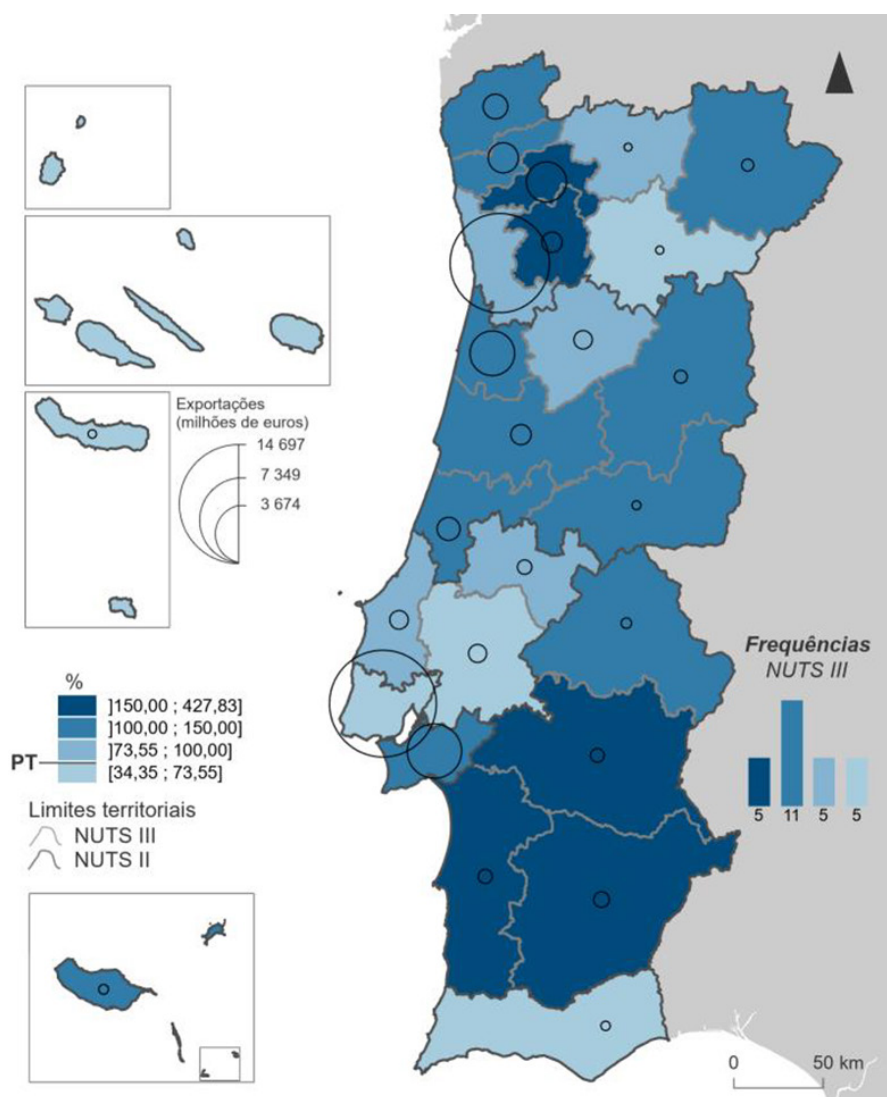 Exportações
(milhões de euros)
14 697
7 349
3 674
%
]150,00 ; 427,83]
]100,00 ; 150,00]
]73,55 ; 100,00]
PT
[34,35 ; 73,55]
Limites territoriais
NUTS III
NUTS II
Frequências
NUTS III
5 11 5 5
0 50 km